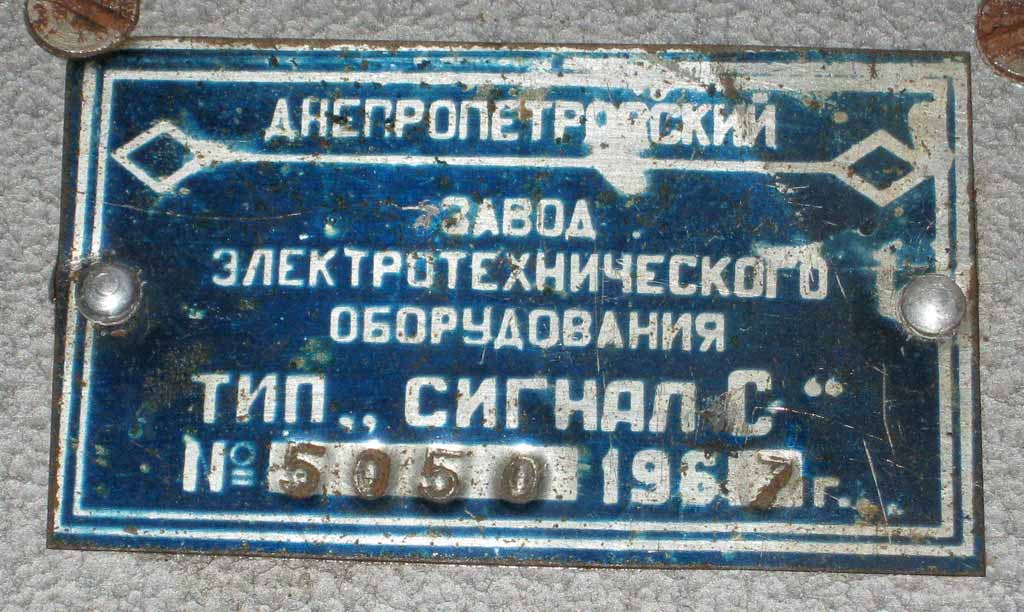 ДНЕПРОПЕТРОВСКИЙ
ЗАВОД
ЭЛЕКТРОТЕХНИЧЕСКОГО
ОБОРУДОВАНИЯ
ТИП „ СИГНАЛ С “
№ 5050 1967 г.